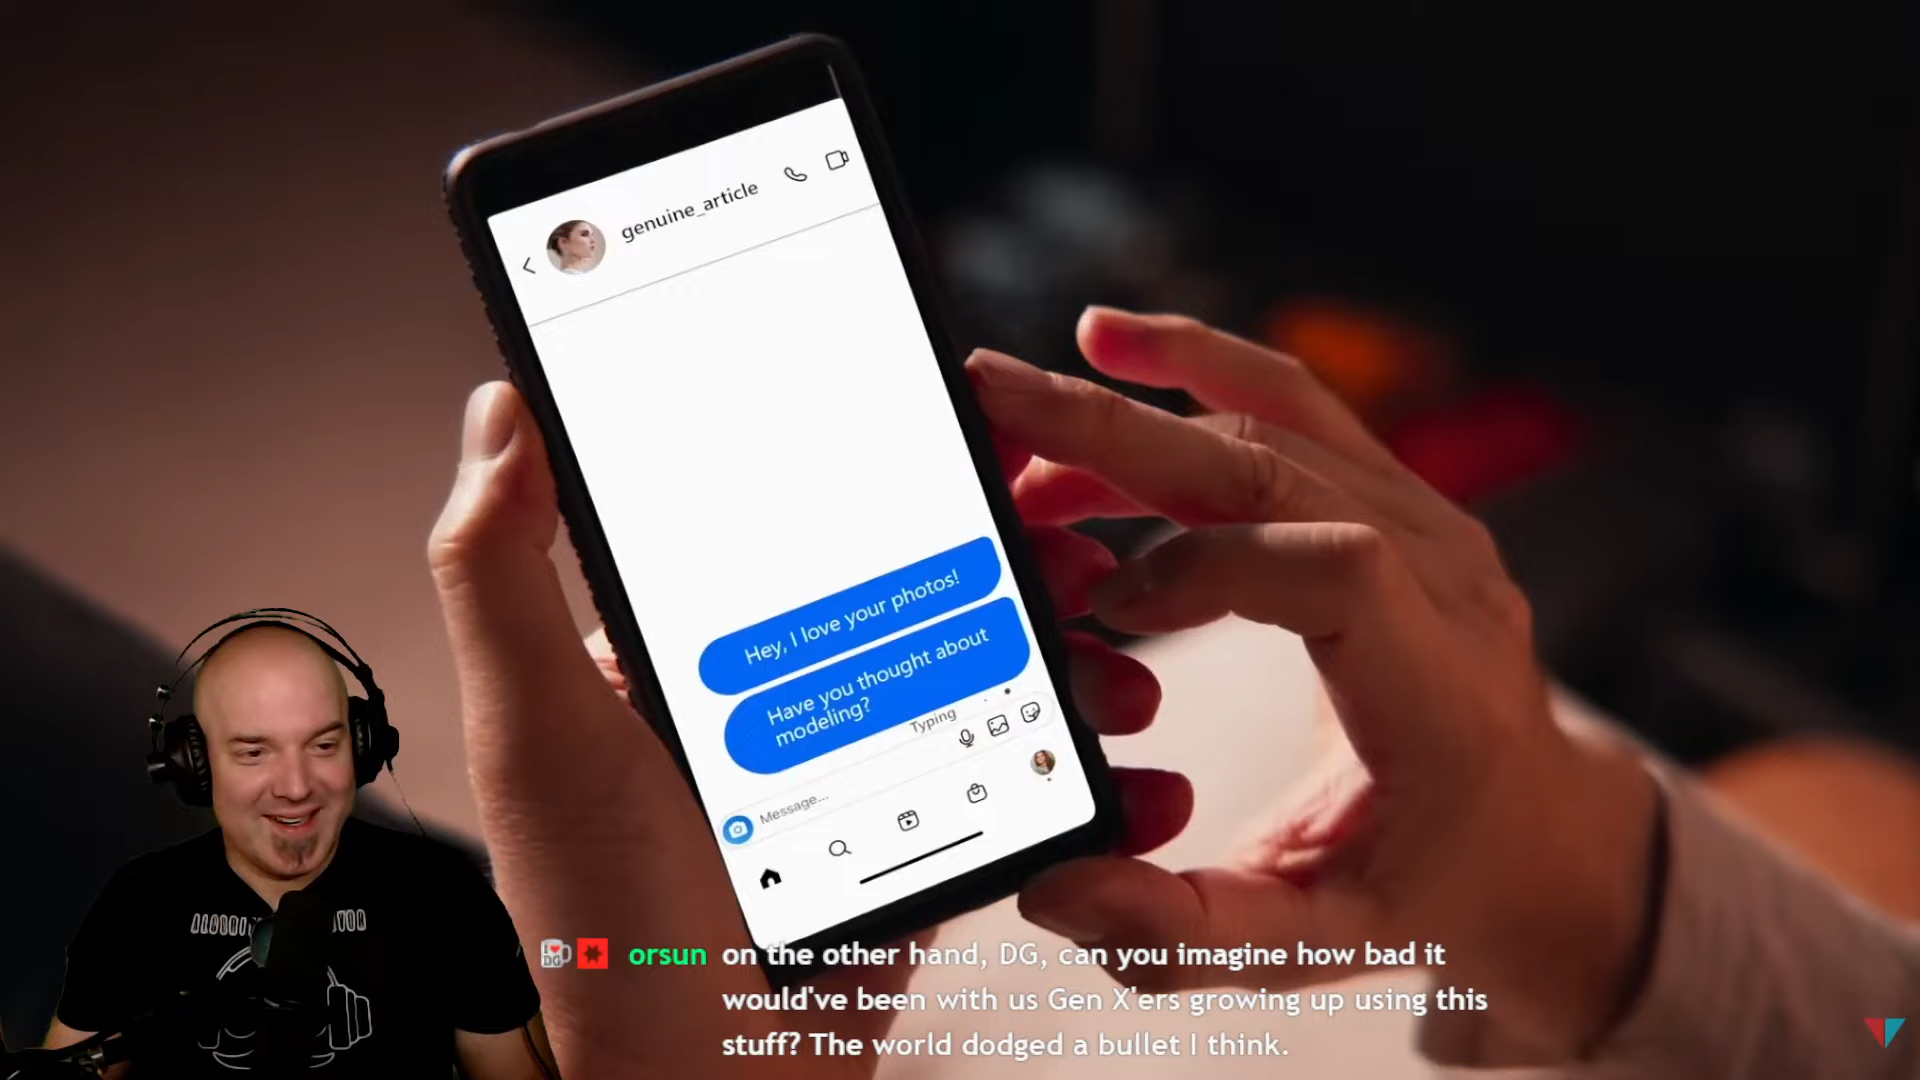 genuine_article
Hey, I love your photos!
Have you thought about
modeling?
Typing
Message...
I DG
orsun on the other hand, DG, can you imagine how bad it
would've been with us Gen X'ers growing up using this
stuff? The world dodged a bullet I think.